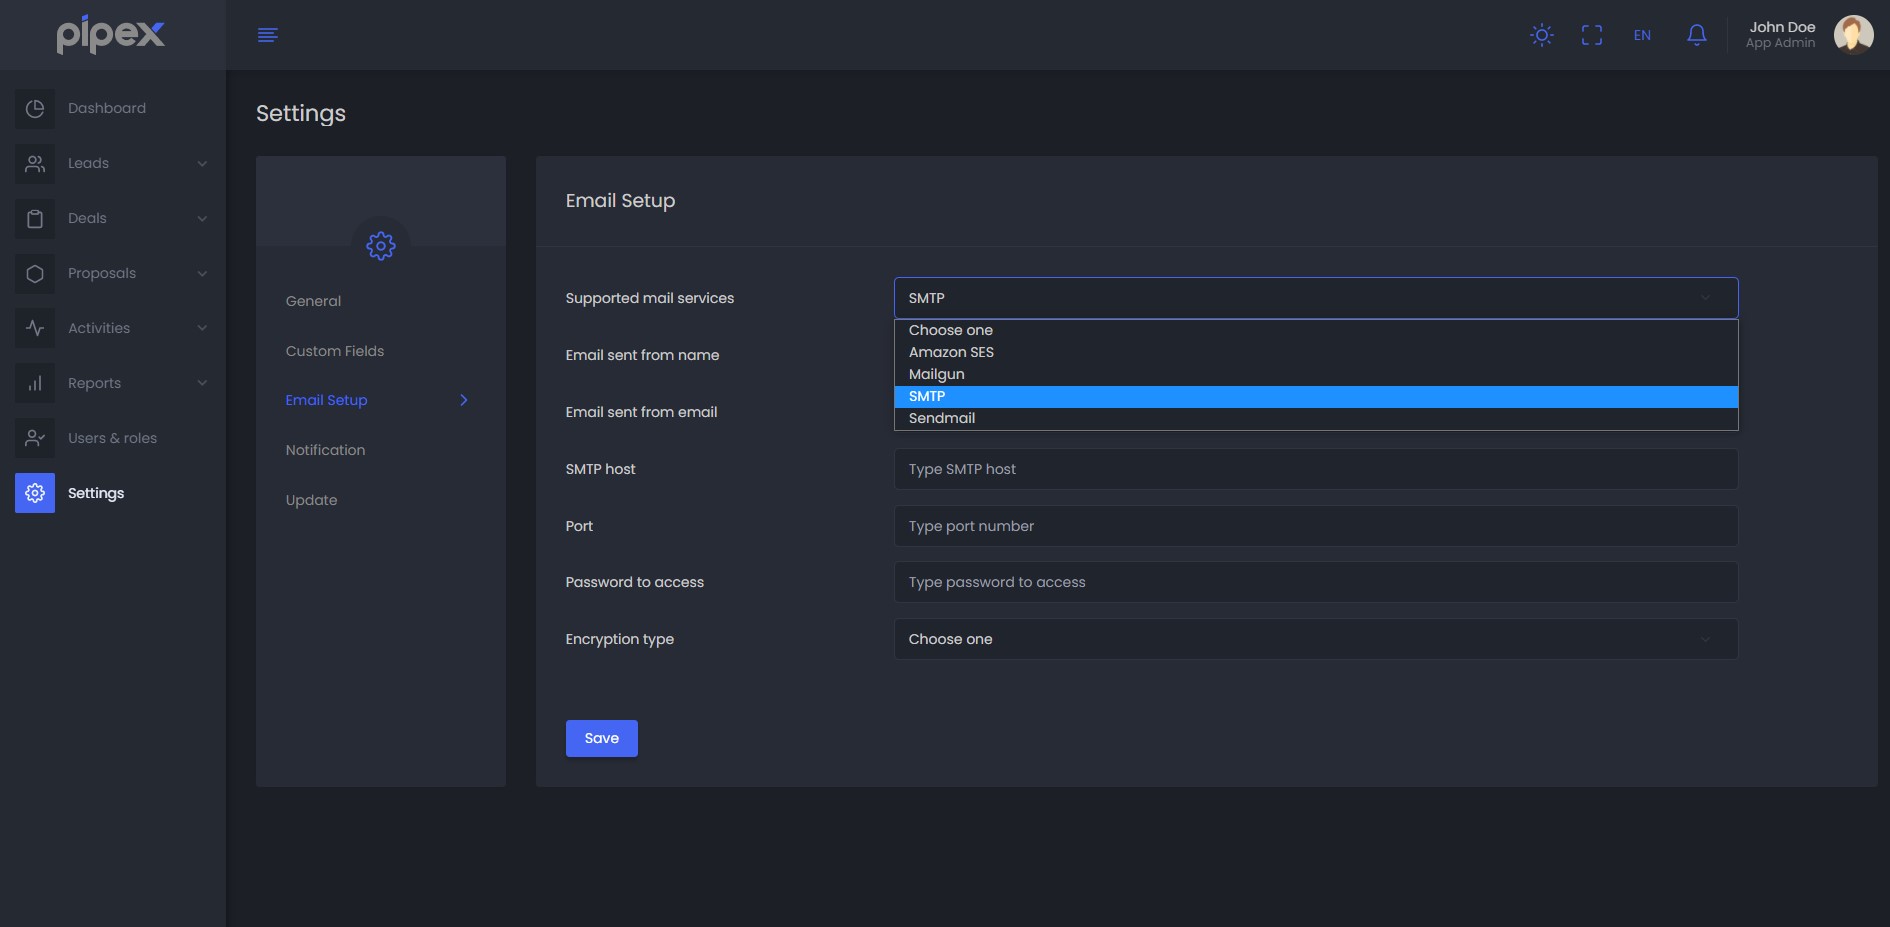 pipex
EN
John Doe
App Admin
Dashboard
Leads
Deals
Proposals
Activities
Reports
Users & roles
Settings
Settings
General
Custom Fields
Email Setup
Notification
Update
Email Setup
Supported mail services
SMTP
Choose one
Amazon SES
Mailgun
SMTP
Sendmail
Email sent from name
Email sent from email
SMTP host
Type SMTP host
Port
Type port number
Password to access
Type password to access
Encryption type
Choose one
Save